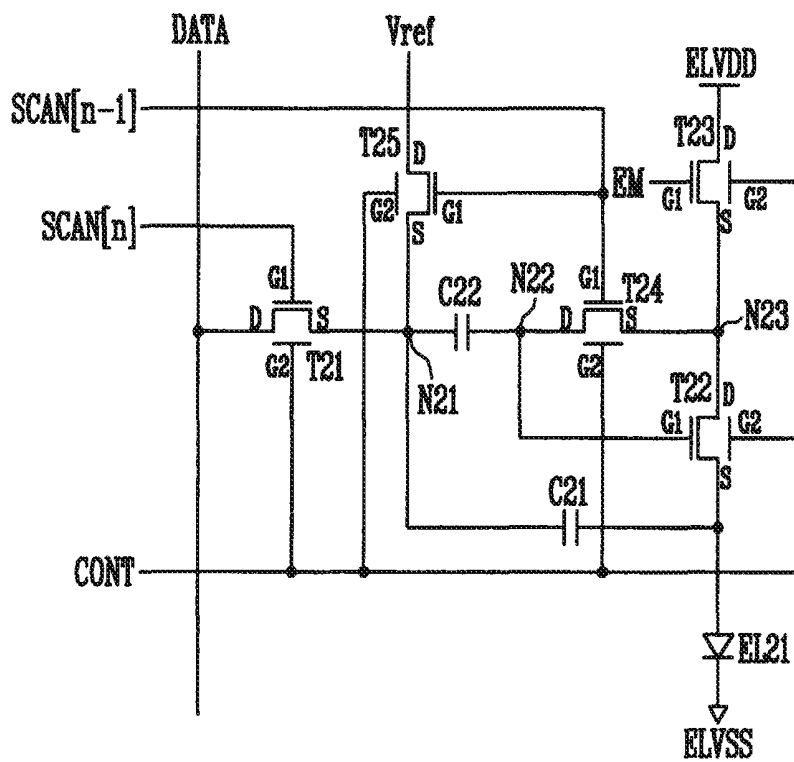 DATA
Vref
ELVDD
SCAN[n-1]
T25
D
T23
D
EM
G2
G1
G1
G2
S
S
SCAN[n]
G1
C22
N22
G1
T24
N23
D
S
D
S
G2
T21
N21
G2
T22
D
G1
G2
S
C21
CONT
EL21
ELVSS